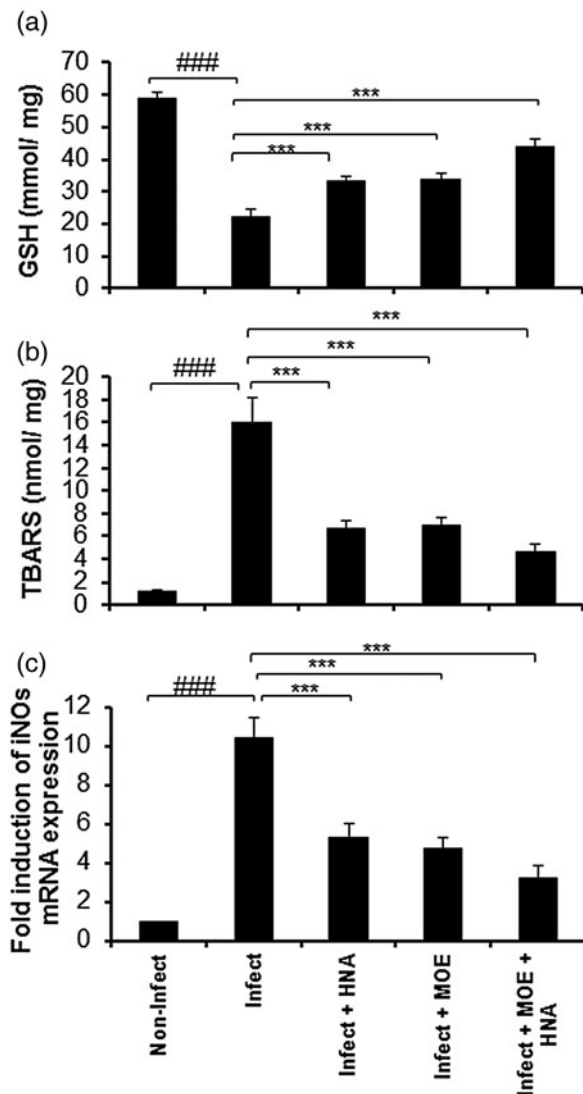 (a)
GSH (mmol/ mg)
70
60
50
40
30
20
10
0
###
***
***
***
(b)
TBARS (nmol/ mg)
20
18
16
14
12
10
8
6
4
2
0
###
***
***
***
(c)
Fold induction of iNOs
mRNA expression
12
10
8
6
4
2
0
###
***
***
***
Non-Infect
Infect
Infect + HNA
Infect + MOE
Infect + MOE +
HNA